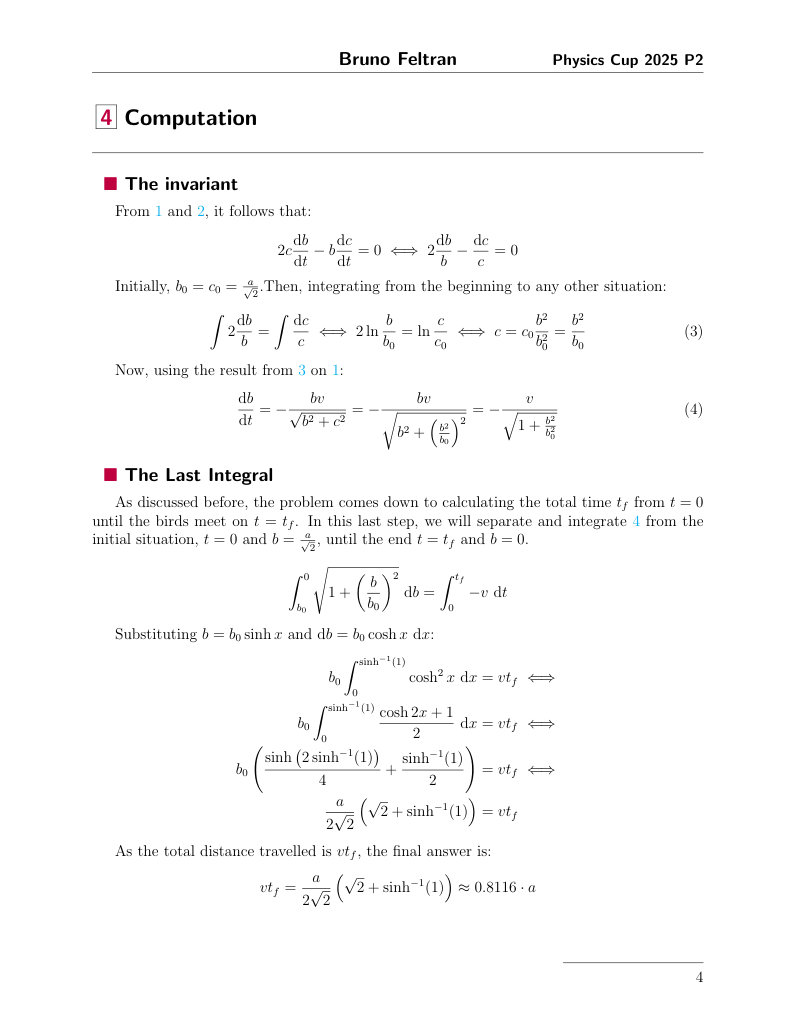 Bruno Feltran Physics Cup 2025 P2
4 Computation
■ The invariant
From 1 and 2, it follows that:
2c db/dt − b dc/dt = 0 ⟺ 2 db/b − dc/c = 0
Initially, b₀ = c₀ = a/√2.Then, integrating from the beginning to any other situation:
∫ 2 db/b = ∫ dc/c ⟺ 2 ln b/b₀ = ln c/c₀ ⟺ c = c₀ b²/b₀² = b²/b₀ (3)
Now, using the result from 3 on 1:
db/dt = − bv/√(b² + c²) = − bv/√(b² + (b²/b₀)²) = − v/√(1 + b²/b₀²) (4)
■ The Last Integral
As discussed before, the problem comes down to calculating the total time t_f from t = 0
until the birds meet on t = t_f. In this last step, we will separate and integrate 4 from the
initial situation, t = 0 and b = a/√2, until the end t = t_f and b = 0.
∫_{b₀}^{0} √(1 + (b/b₀)²) db = ∫_{0}^{t_f} −v dt
Substituting b = b₀ sinh x and db = b₀ cosh x dx:
b₀ ∫_{0}^{sinh⁻¹(1)} cosh² x dx = vt_f ⟺
b₀ ∫_{0}^{sinh⁻¹(1)} (cosh 2x + 1)/2 dx = vt_f ⟺
b₀ (sinh (2 sinh⁻¹(1))/4 + sinh⁻¹(1)/2) = vt_f ⟺
a/(2√2) (√2 + sinh⁻¹(1)) = vt_f
As the total distance travelled is vt_f, the final answer is:
vt_f = a/(2√2) (√2 + sinh⁻¹(1)) ≈ 0.8116 · a
4